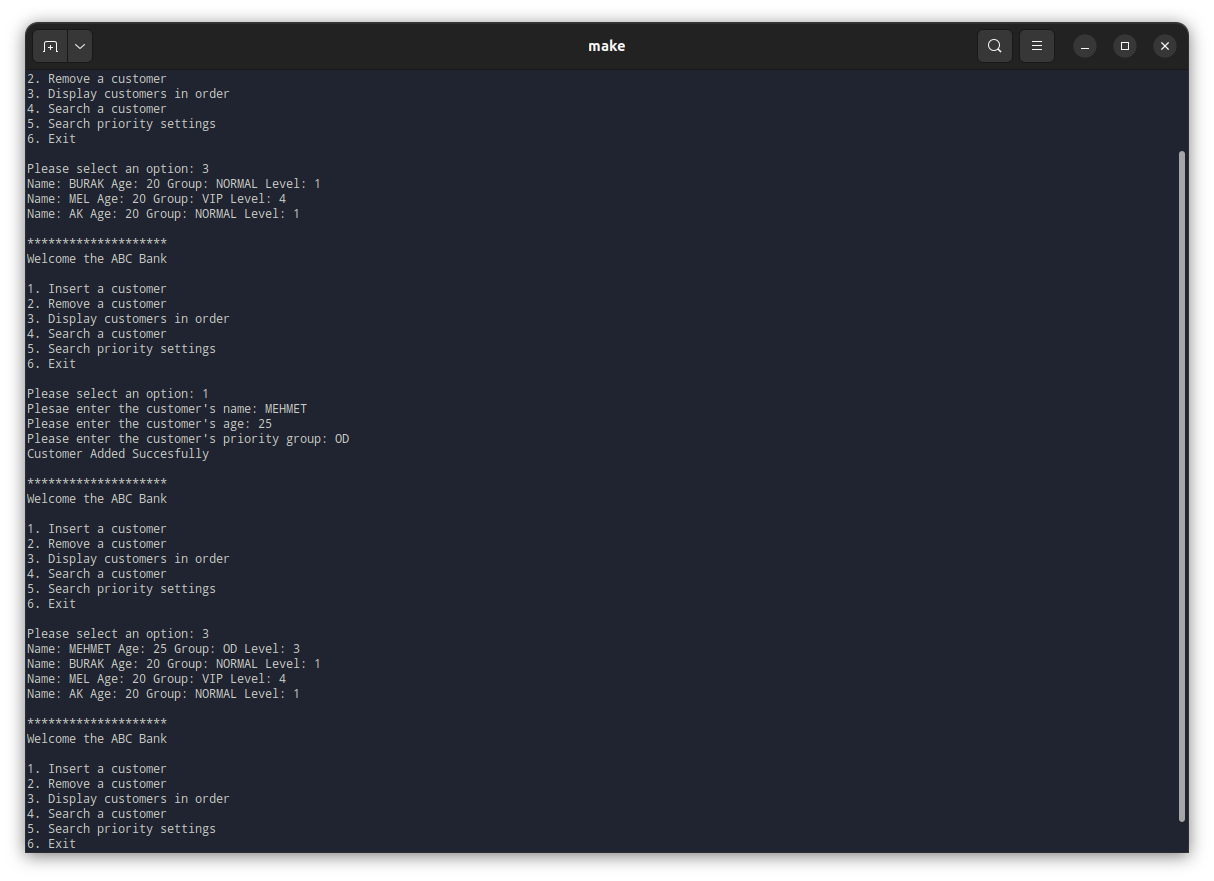 make
2. Remove a customer
3. Display customers in order
4. Search a customer
5. Search priority settings
6. Exit
Please select an option: 3
Name: BURAK Age: 20 Group: NORMAL Level: 1
Name: MEL Age: 20 Group: VIP Level: 4
Name: AK Age: 20 Group: NORMAL Level: 1
********************
Welcome the ABC Bank
1. Insert a customer
2. Remove a customer
3. Display customers in order
4. Search a customer
5. Search priority settings
6. Exit
Please select an option: 1
Plesae enter the customer's name: MEHMET
Please enter the customer's age: 25
Please enter the customer's priority group: OD
Customer Added Succesfully
********************
Welcome the ABC Bank
1. Insert a customer
2. Remove a customer
3. Display customers in order
4. Search a customer
5. Search priority settings
6. Exit
Please select an option: 3
Name: MEHMET Age: 25 Group: OD Level: 3
Name: BURAK Age: 20 Group: NORMAL Level: 1
Name: MEL Age: 20 Group: VIP Level: 4
Name: AK Age: 20 Group: NORMAL Level: 1
********************
Welcome the ABC Bank
1. Insert a customer
2. Remove a customer
3. Display customers in order
4. Search a customer
5. Search priority settings
6. Exit